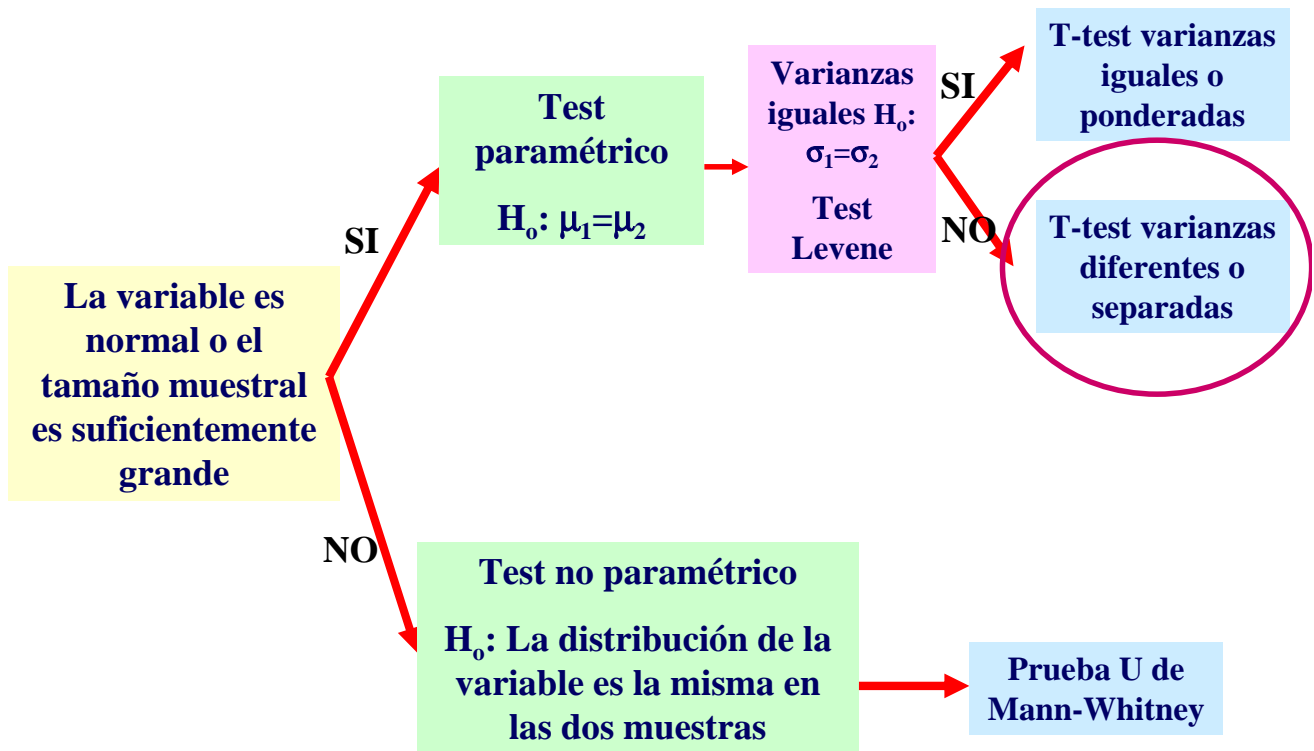 La variable es
normal o el
tamaño muestral
es suficientemente
grande
SI
Test
paramétrico
Hₒ: μ₁=μ₂
Varianzas
iguales Hₒ:
σ₁=σ₂
Test
Levene
SI
T-test varianzas
iguales o
ponderadas
NO
T-test varianzas
diferentes o
separadas
NO
Test no paramétrico
Hₒ: La distribución de la
variable es la misma en
las dos muestras
Prueba U de
Mann-Whitney